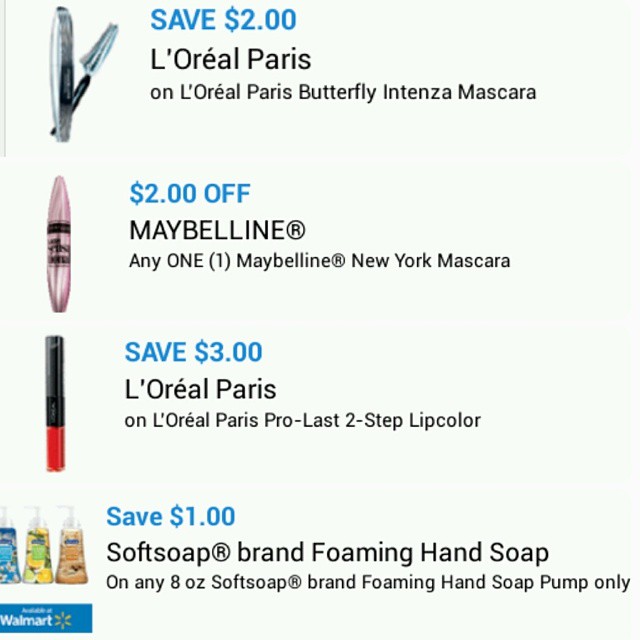 SAVE $2.00
L'Oréal Paris
on L'Oréal Paris Butterfly Intenza Mascara
$2.00 OFF
MAYBELLINE®
Any ONE (1) Maybelline® New York Mascara
SAVE $3.00
L'Oréal Paris
on L'Oréal Paris Pro-Last 2-Step Lipcolor
Save $1.00
Softsoap® brand Foaming Hand Soap
On any 8 oz Softsoap® brand Foaming Hand Soap Pump only
Available at
Walmart